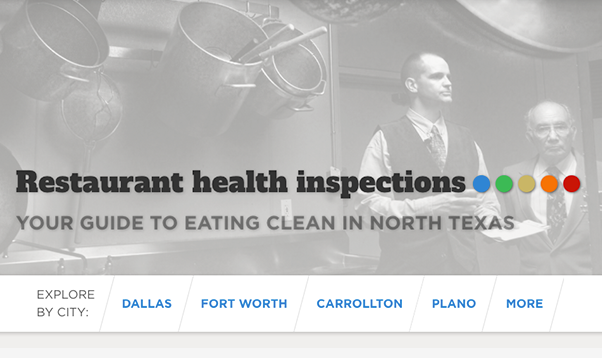 Restaurant health inspections
YOUR GUIDE TO EATING CLEAN IN NORTH TEXAS
EXPLORE
BY CITY:
DALLAS
FORT WORTH
CARROLLTON
PLANO
MORE